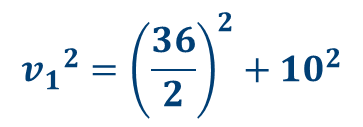 v₁² = (36/2)² + 10²